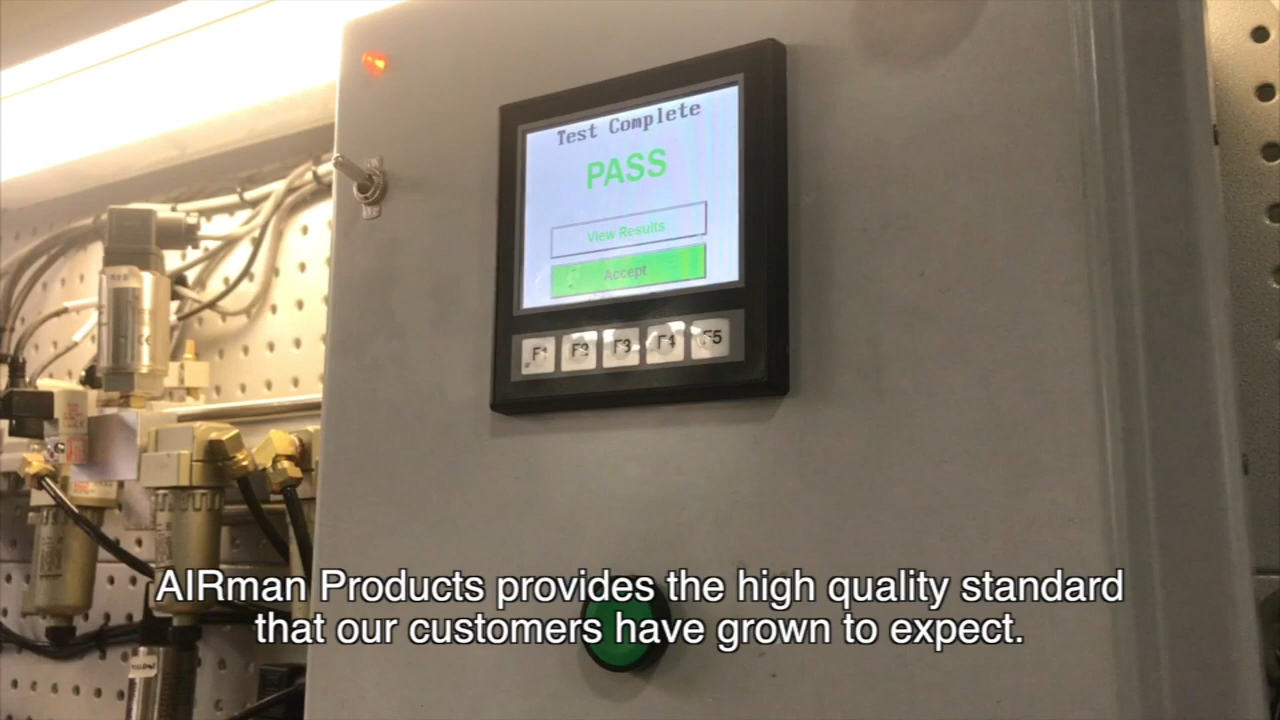 Test Complete
PASS
View Results
Accept
F1 F2 F3 F4 F5
AIRman Products provides the high quality standard
that our customers have grown to expect.